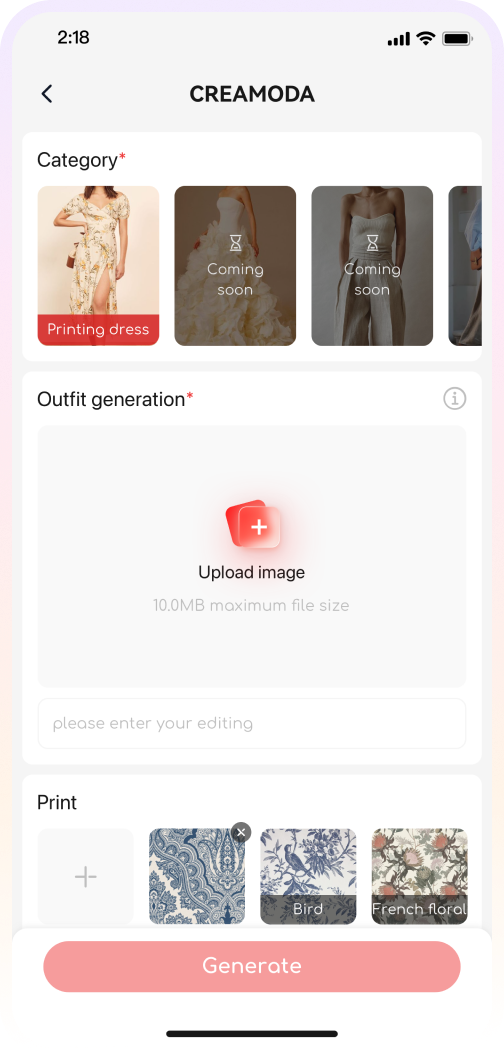 2:18
CREAMODA
Category*
Coming
soon
Coming
soon
Printing dress
Outfit generation*
Upload image
10.0MB maximum file size
please enter your editing
Print
Bird
French floral
Generate